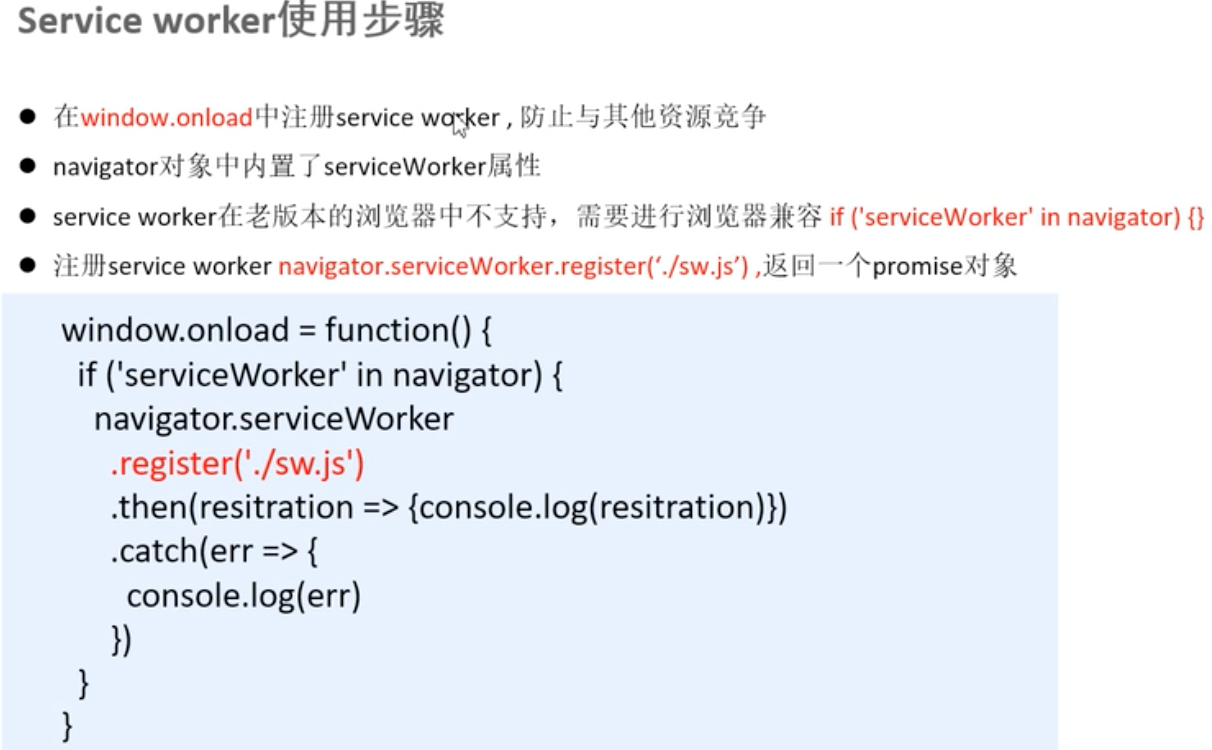 Service worker使用步骤
● 在window.onload中注册service worker , 防止与其他资源竞争
● navigator对象中内置了serviceWorker属性
● service worker在老版本的浏览器中不支持，需要进行浏览器兼容 if ('serviceWorker' in navigator) {}
● 注册service worker navigator.serviceWorker.register(‘./sw.js’) ,返回一个promise对象
window.onload = function() {
if ('serviceWorker' in navigator) {
navigator.serviceWorker
.register('./sw.js')
.then(resitration => {console.log(resitration)})
.catch(err => {
console.log(err)
})
}
}